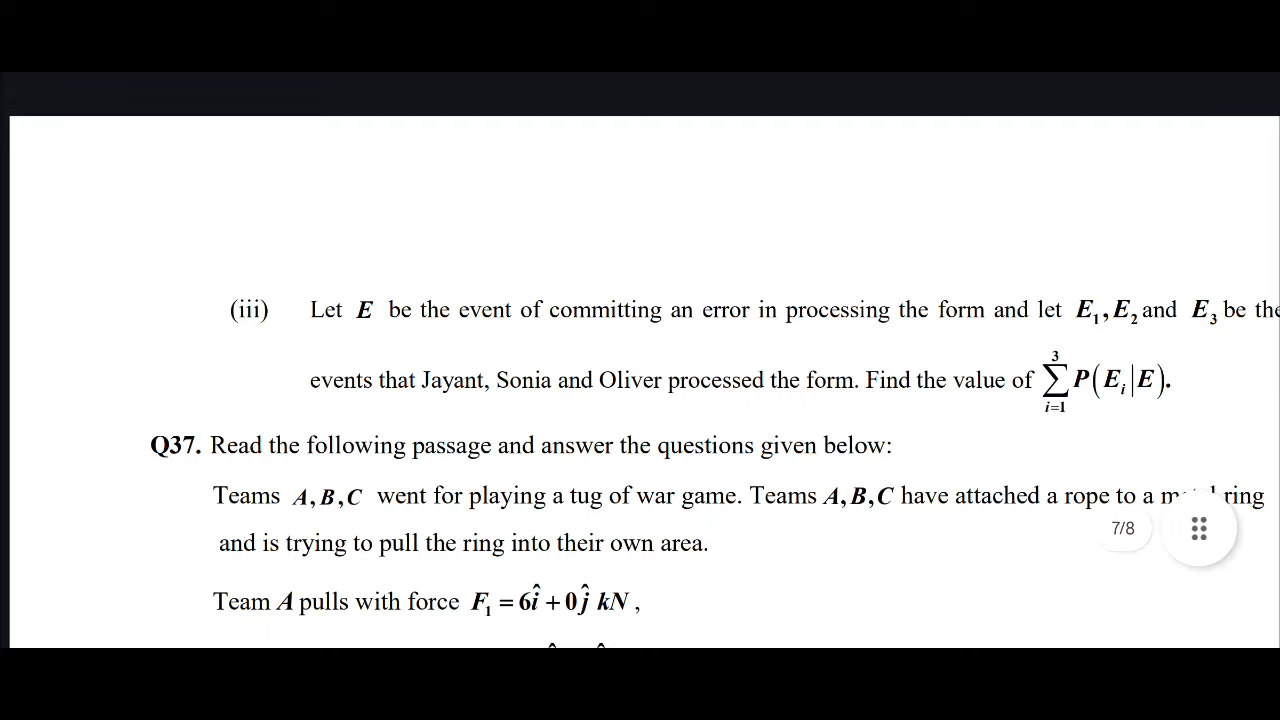 (iii) Let E be the event of committing an error in processing the form and let E₁, E₂ and E₃ be the
events that Jayant, Sonia and Oliver processed the form. Find the value of ∑_{i=1}^{3} P(E_i|E).
Q37. Read the following passage and answer the questions given below:
Teams A, B, C went for playing a tug of war game. Teams A, B, C have attached a rope to a ring
and is trying to pull the ring into their own area.
7/8
Team A pulls with force F₁ = 6î + 0ĵ kN,